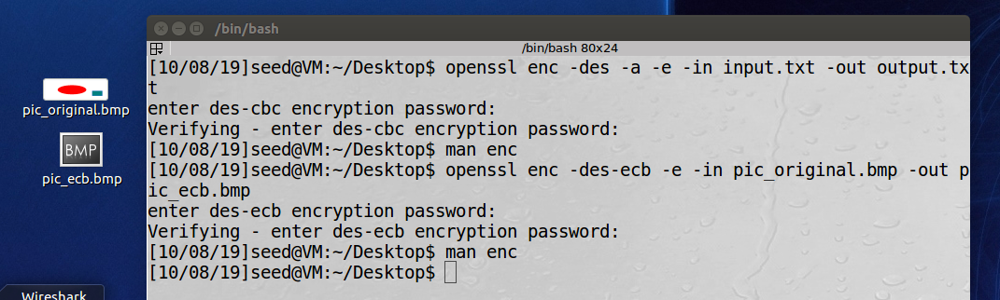 /bin/bash
/bin/bash 80x24
[10/08/19]seed@VM:~/Desktop$ openssl enc -des -a -e -in input.txt -out output.tx
t
enter des-cbc encryption password:
Verifying - enter des-cbc encryption password:
[10/08/19]seed@VM:~/Desktop$ man enc
[10/08/19]seed@VM:~/Desktop$ openssl enc -des-ecb -e -in pic_original.bmp -out p
ic_ecb.bmp
enter des-ecb encryption password:
Verifying - enter des-ecb encryption password:
[10/08/19]seed@VM:~/Desktop$ man enc
[10/08/19]seed@VM:~/Desktop$
pic_original.bmp
BMP
pic_ecb.bmp
Wireshark